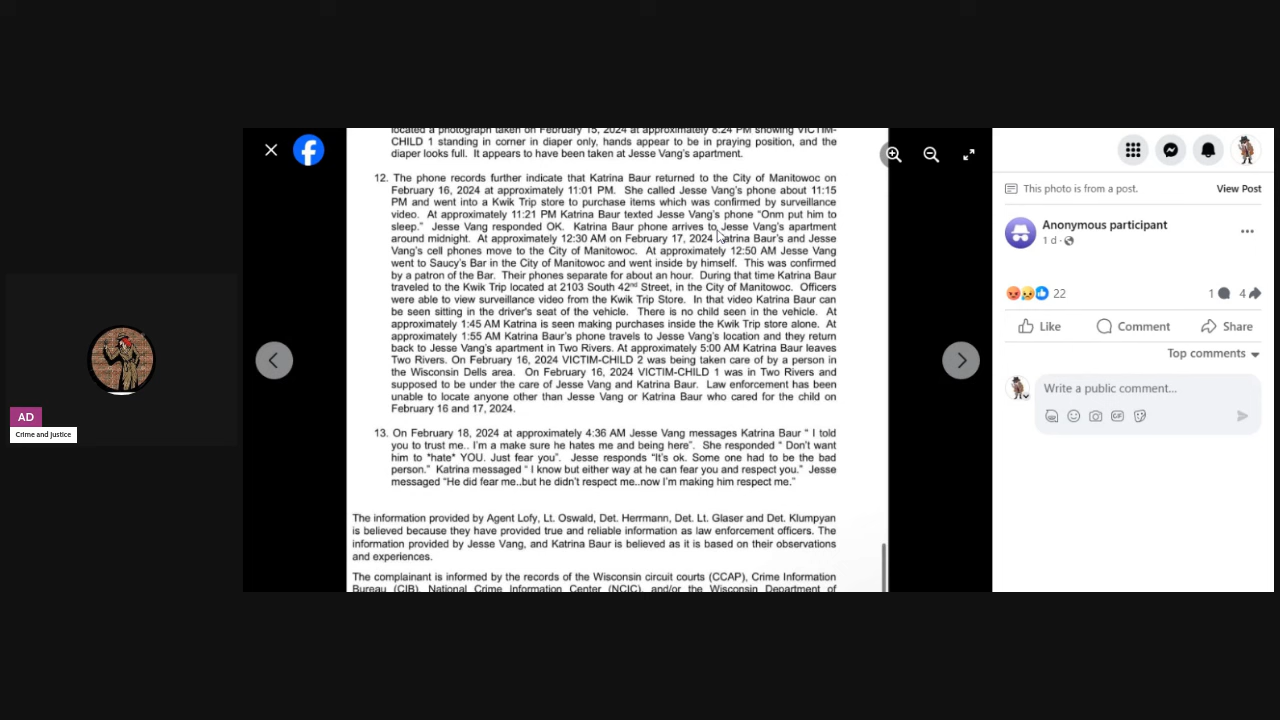 located a photograph taken on February 15, 2024 at approximately 8:24 PM showing VICTIM-
CHILD 1 standing in corner in diaper only, hands appear to be in praying position, and the
diaper looks full. It appears to have been taken at Jesse Vang's apartment.
12. The phone records further indicate that Katrina Baur returned to the City of Manitowoc on
February 16, 2024 at approximately 11:01 PM. She called Jesse Vang's phone about 11:15
PM and went into a Kwik Trip store to purchase items which was confirmed by surveillance
video. At approximately 11:21 PM Katrina Baur texted Jesse Vang's phone "Onm put him to
sleep." Jesse Vang responded OK. Katrina Baur phone arrives to Jesse Vang's apartment
around midnight. At approximately 12:30 AM on February 17, 2024 Katrina Baur's and Jesse
Vang's cell phones move to the City of Manitowoc. At approximately 12:50 AM Jesse Vang
went to Saucy's Bar in the City of Manitowoc and went inside by himself. This was confirmed
by a patron of the Bar. Their phones separate for about an hour. During that time Katrina Baur
traveled to the Kwik Trip located at 2103 South 42nd Street, in the City of Manitowoc. Officers
were able to view surveillance video from the Kwik Trip Store. In that video Katrina Baur can
be seen sitting in the driver's seat of the vehicle. There is no child seen in the vehicle. At
approximately 1:45 AM Katrina is seen making purchases inside the Kwik Trip store alone. At
approximately 1:55 AM Katrina Baur's phone travels to Jesse Vang's location and they return
back to Jesse Vang's apartment in Two Rivers. At approximately 5:00 AM Katrina Baur leaves
Two Rivers. On February 16, 2024 VICTIM-CHILD 2 was being taken care of by a person in
the Wisconsin Dells area. On February 16, 2024 VICTIM-CHILD 1 was in Two Rivers and
supposed to be under the care of Jesse Vang and Katrina Baur. Law enforcement has been
unable to locate anyone other than Jesse Vang or Katrina Baur who cared for the child on
February 16 and 17, 2024.
13. On February 18, 2024 at approximately 4:36 AM Jesse Vang messages Katrina Baur " I told
you to trust me.. I'm a make sure he hates me and being here". She responded " Don't want
him to *hate* YOU. Just fear you". Jesse responds "It's ok. Some one had to be the bad
person." Katrina messaged " I know but either way at he can fear you and respect you." Jesse
messaged "He did fear me..but he didn't respect me..now I'm making him respect me."
The information provided by Agent Lofy, Lt. Oswald, Det. Herrmann, Det. Lt. Glaser and Det. Klumpyan
is believed because they have provided true and reliable information as law enforcement officers. The
information provided by Jesse Vang, and Katrina Baur is believed as it is based on their observations
and experiences.
The complainant is informed by the records of the Wisconsin circuit courts (CCAP), Crime Information
Bureau (CIB), National Crime Information Center (NCIC), and/or the Wisconsin Department of
This photo is from a post.
View Post
Anonymous participant
1 d ·
22
1
4
Like
Comment
Share
Top comments
Write a public comment...
GIF
AD
Crime and Justice